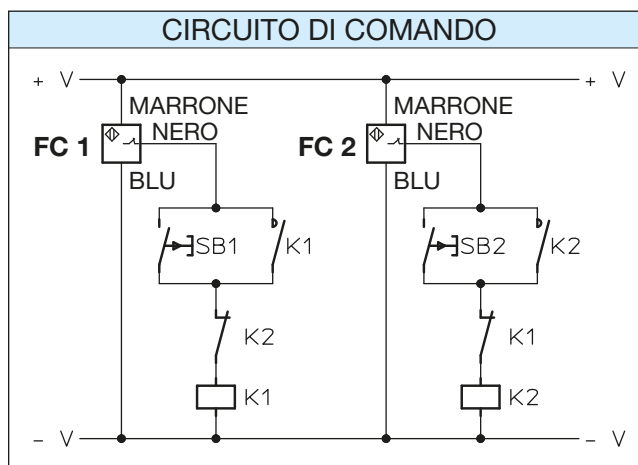 CIRCUITO DI COMANDO
+ V + V
MARRONE MARRONE
NERO NERO
FC 1 FC 2
BLU BLU
SB1 K1 SB2 K2
K2 K1
K1 K2
- V - V